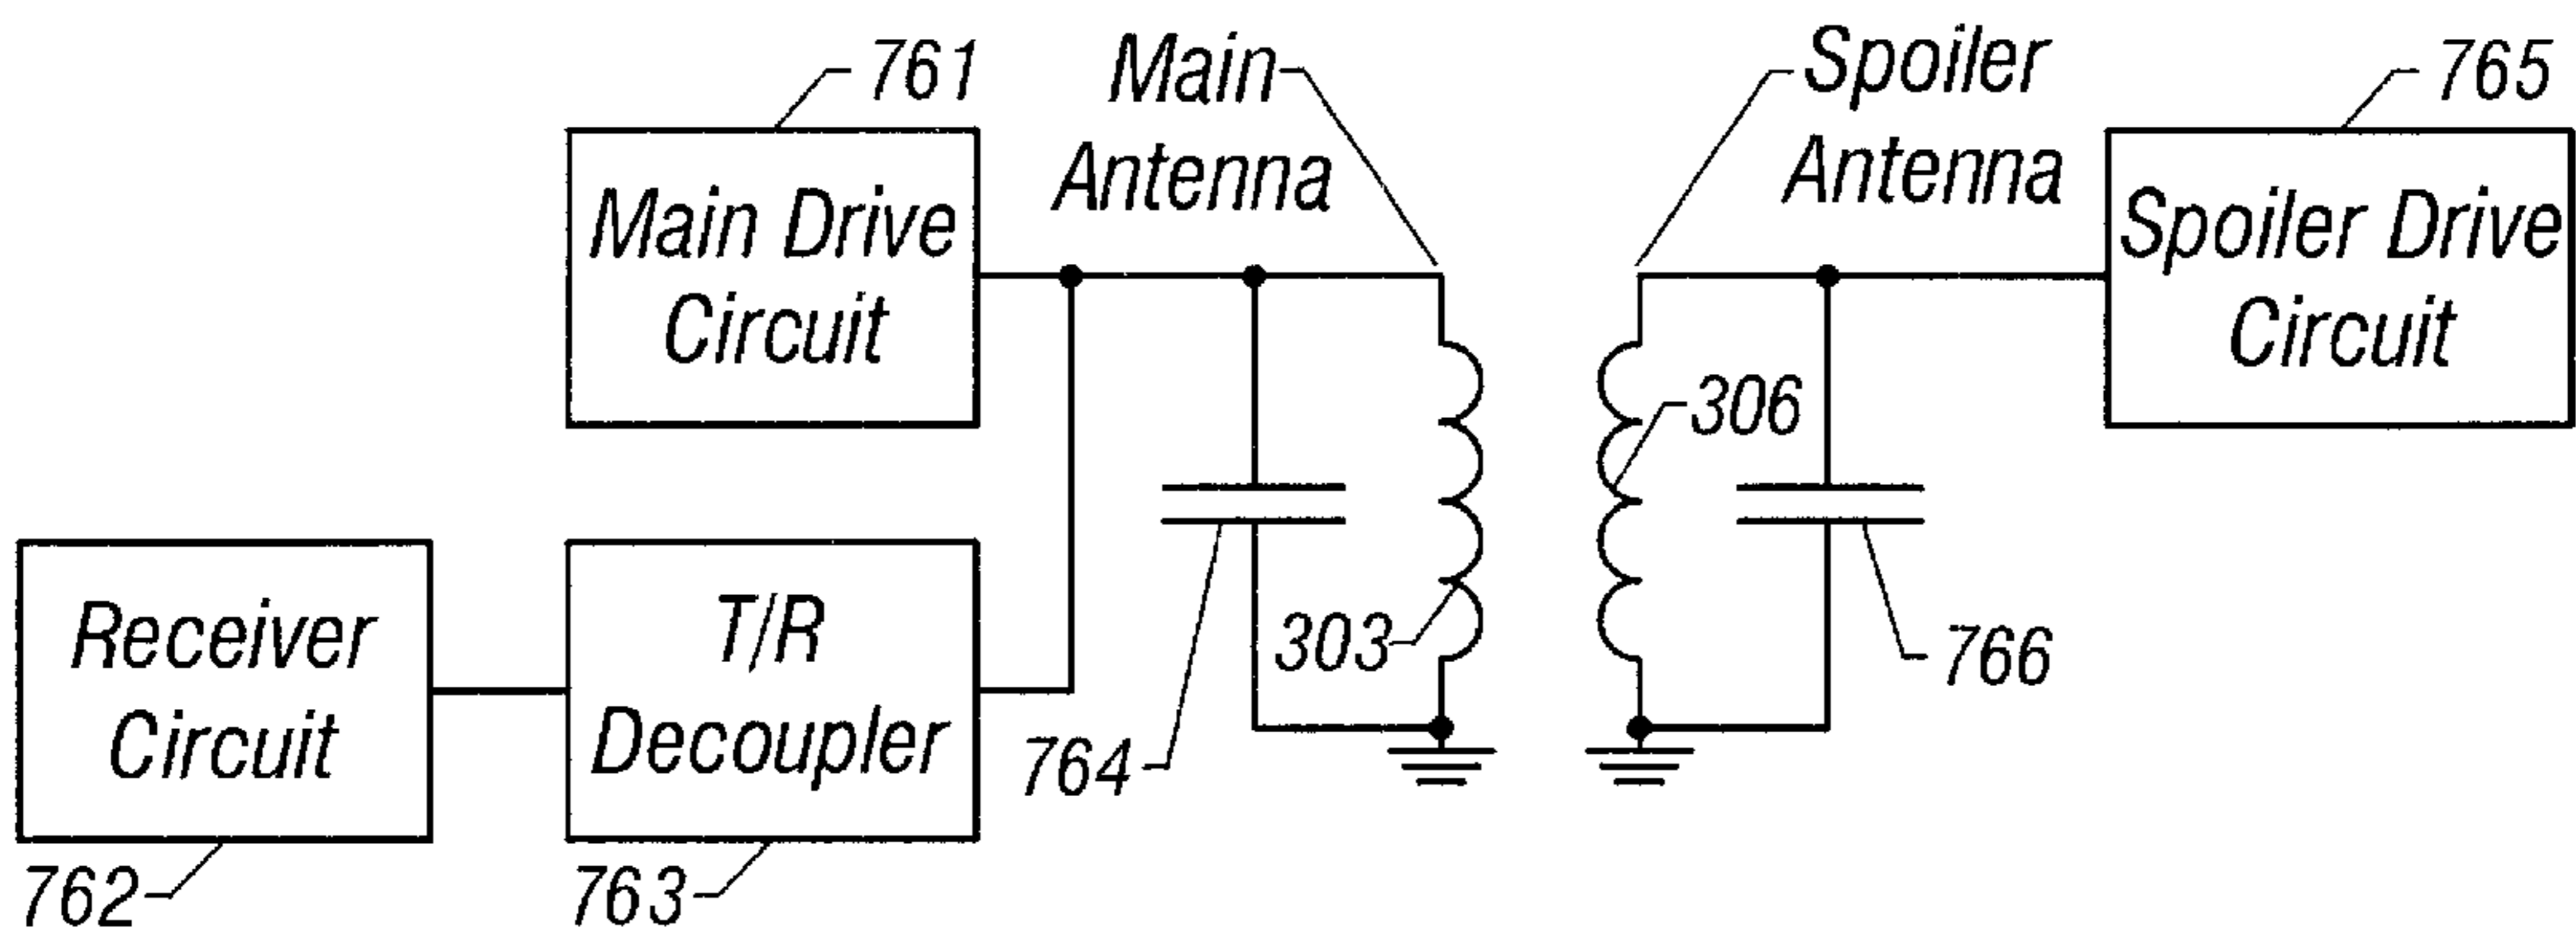 761
Main
Antenna
Spoiler
Antenna
765
Main Drive
Circuit
Spoiler Drive
Circuit
306
Receiver
Circuit
T/R
Decoupler
303
764
766
762
763